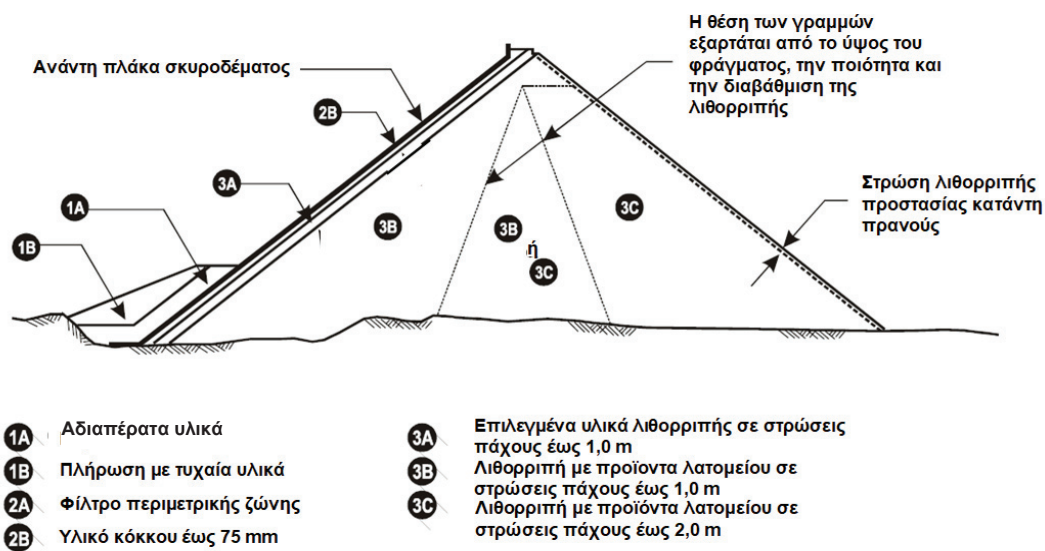 Η θέση των γραμμών
εξαρτάται από το ύψος του
φράγματος, την ποιότητα και
την διαβάθμιση της
λιθορριπής
Ανάντη πλάκα σκυροδέματος
2B
3A
1A
1B
3B
3B
ή
3C
3C
Στρώση λιθορριπής
προστασίας κατάντη
πρανούς
1A Αδιαπέρατα υλικά
1B Πλήρωση με τυχαία υλικά
2A Φίλτρο περιμετρικής ζώνης
2B Υλικό κόκκου έως 75 mm
3A Επιλεγμένα υλικά λιθορριπής σε στρώσεις
πάχους έως 1,0 m
3B Λιθορριπή με προϊοντα λατομείου σε
στρώσεις πάχους έως 1,0 m
3C Λιθορριπή με προϊόντα λατομείου σε
στρώσεις πάχους έως 2,0 m